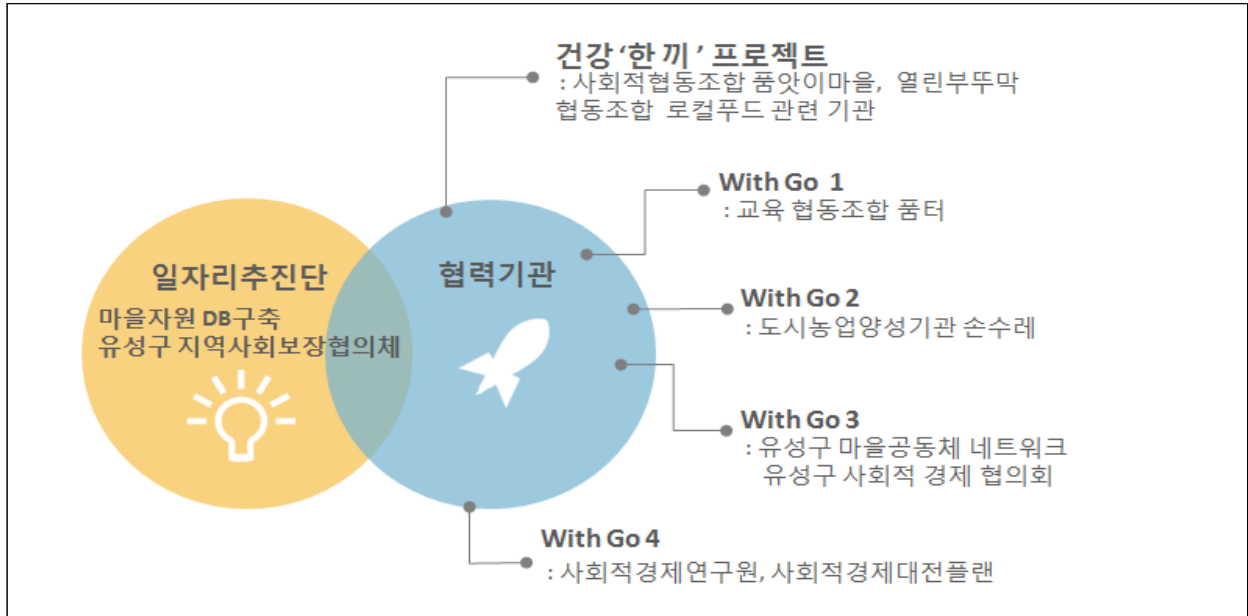 건강 ‘한 끼 ’ 프로젝트
: 사회적협동조합 품앗이마을, 열린부뚜막
협동조합 로컬푸드 관련 기관
With Go 1
: 교육 협동조합 품터
일자리추진단
마을자원 DB구축
유성구 지역사회보장협의체
협력기관
With Go 2
: 도시농업양성기관 손수레
With Go 3
: 유성구 마을공동체 네트워크
유성구 사회적 경제 협의회
With Go 4
: 사회적경제연구원, 사회적경제대전플랜